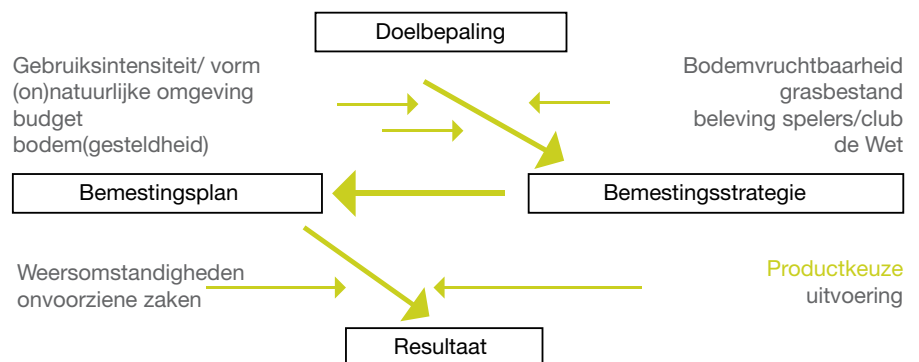 Doelbepaling
Gebruiksintensiteit/ vorm
(on)natuurlijke omgeving
budget
bodem(gesteldheid)
Bodemvruchtbaarheid
grasbestand
beleving spelers/club
de Wet
Bemestingsplan
Bemestingsstrategie
Weersomstandigheden
onvoorziene zaken
Productkeuze
uitvoering
Resultaat